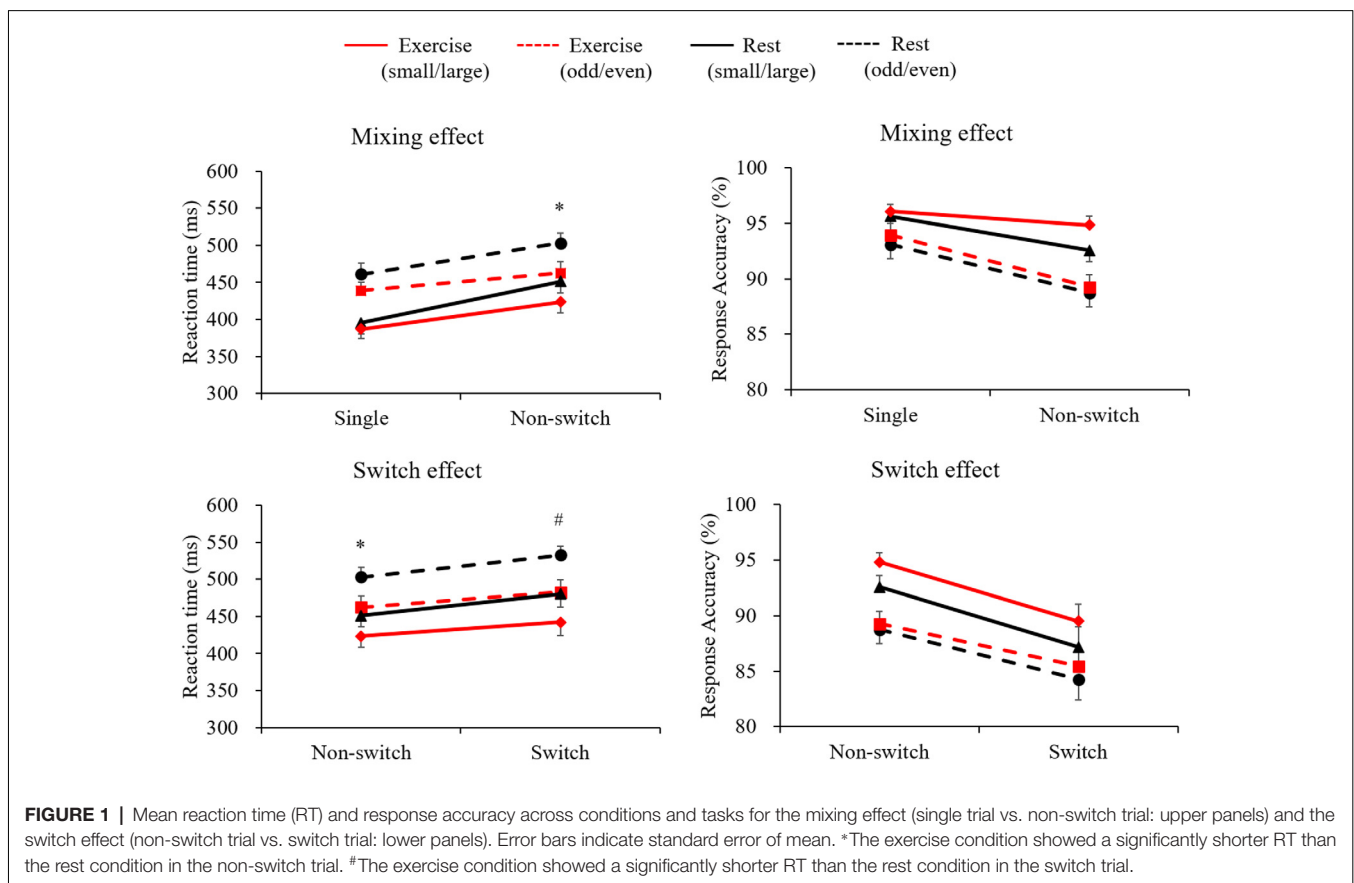 Exercise (small/large)
Exercise (odd/even)
Rest (small/large)
Rest (odd/even)
Mixing effect
Reaction time (ms)
600
550
500
450
400
350
300
*
Single
Non-switch
Mixing effect
Response Accuracy (%)
100
95
90
85
80
Single
Non-switch
Switch effect
Reaction time (ms)
600
550
500
450
400
350
300
*
#
Non-switch
Switch
Switch effect
Response Accuracy (%)
100
95
90
85
80
Non-switch
Switch
FIGURE 1 | Mean reaction time (RT) and response accuracy across conditions and tasks for the mixing effect (single trial vs. non-switch trial: upper panels) and the
switch effect (non-switch trial vs. switch trial: lower panels). Error bars indicate standard error of mean. *The exercise condition showed a significantly shorter RT than
the rest condition in the non-switch trial. #The exercise condition showed a significantly shorter RT than the rest condition in the switch trial.